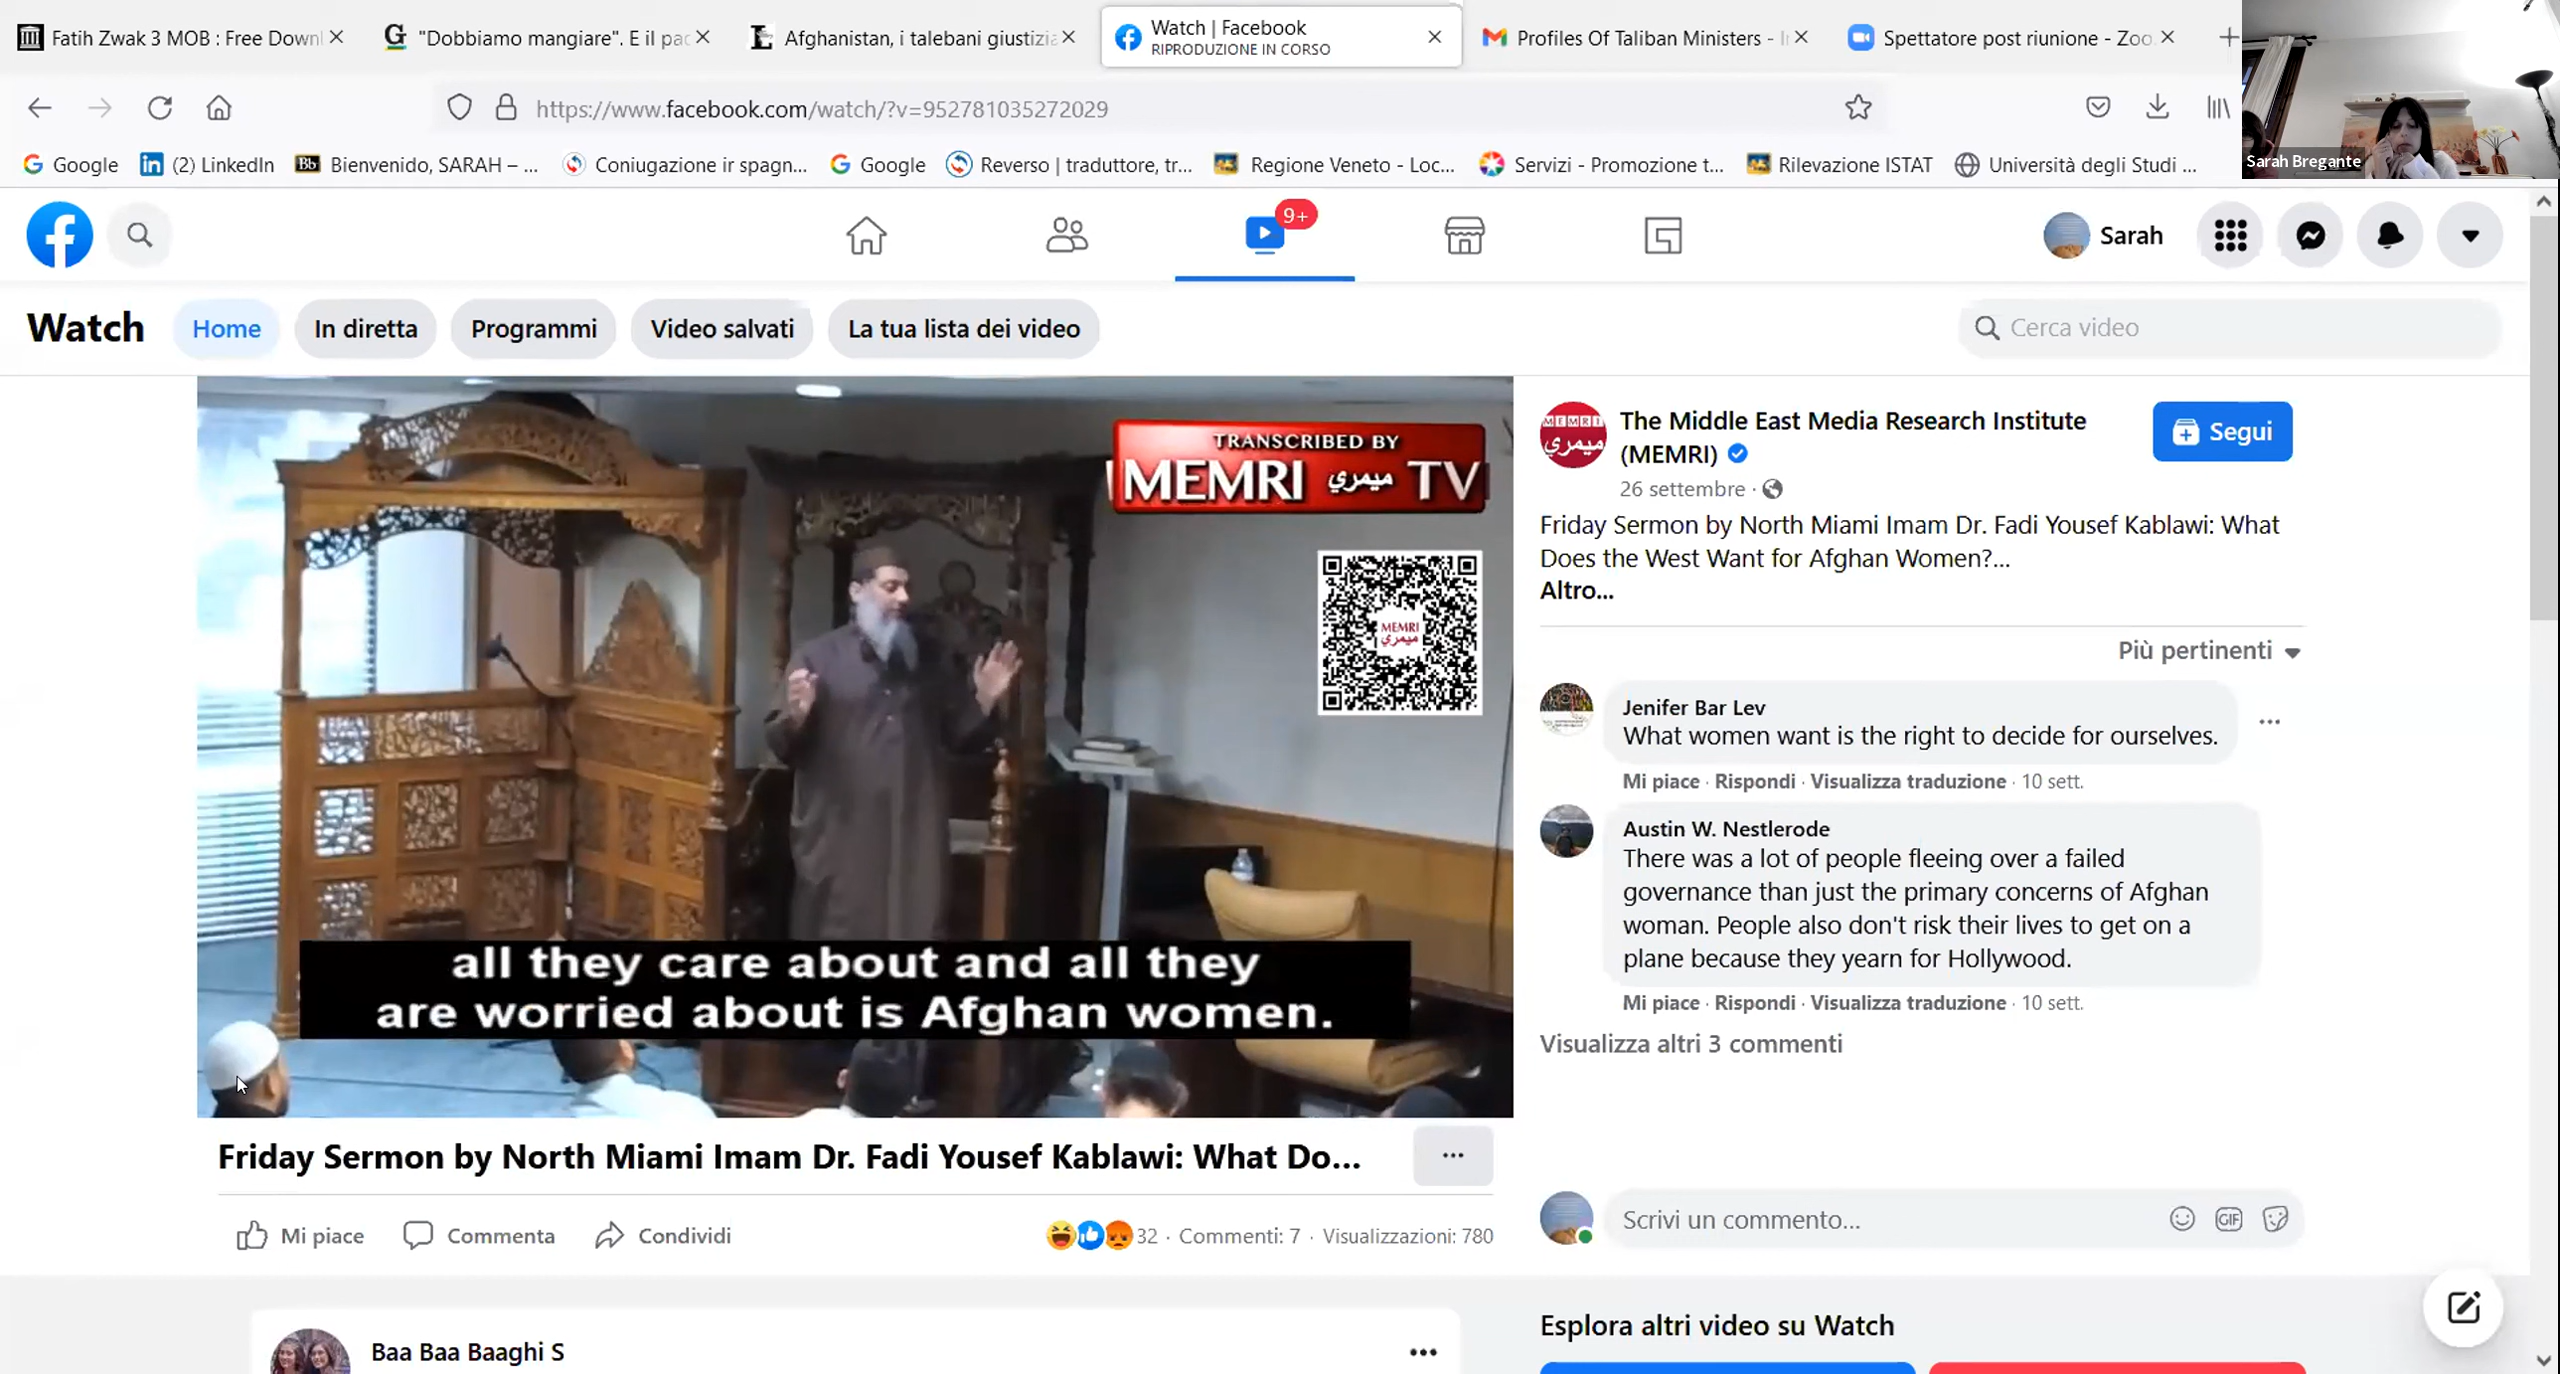 Fatih Zwak 3 MOB : Free Downl
"Dobbiamo mangiare". E il pac
Afghanistan, i talebani giustizia
Watch | Facebook
RIPRODUZIONE IN CORSO
Profiles Of Taliban Ministers - I
Spettatore post riunione - Zoo
https://www.facebook.com/watch/?v=952781035272029
Google
(2) LinkedIn
Bb Bienvenido, SARAH – ...
Coniugazione ir spagn...
Google
Reverso | traduttore, tr...
Regione Veneto - Loc...
Servizi - Promozione t...
Rilevazione ISTAT
Università degli Studi ...
Sarah Bregante
9+
Sarah
Watch
Home
In diretta
Programmi
Video salvati
La tua lista dei video
Cerca video
TRANSCRIBED BY
MEMRI ميمري TV
MEMRI
ميمري
all they care about and all they
are worried about is Afghan women.
Friday Sermon by North Miami Imam Dr. Fadi Yousef Kablawi: What Do...
Mi piace
Commenta
Condividi
32 · Commenti: 7 · Visualizzazioni: 780
Baa Baa Baaghi S
MEMRI
ميمري
The Middle East Media Research Institute
(MEMRI)
26 settembre ·
Segui
Friday Sermon by North Miami Imam Dr. Fadi Yousef Kablawi: What
Does the West Want for Afghan Women?...
Altro...
Più pertinenti
Jenifer Bar Lev
What women want is the right to decide for ourselves.
Mi piace · Rispondi · Visualizza traduzione · 10 sett.
Austin W. Nestlerode
There was a lot of people fleeing over a failed
governance than just the primary concerns of Afghan
woman. People also don't risk their lives to get on a
plane because they yearn for Hollywood.
Mi piace · Rispondi · Visualizza traduzione · 10 sett.
Visualizza altri 3 commenti
Scrivi un commento...
GIF
Esplora altri video su Watch